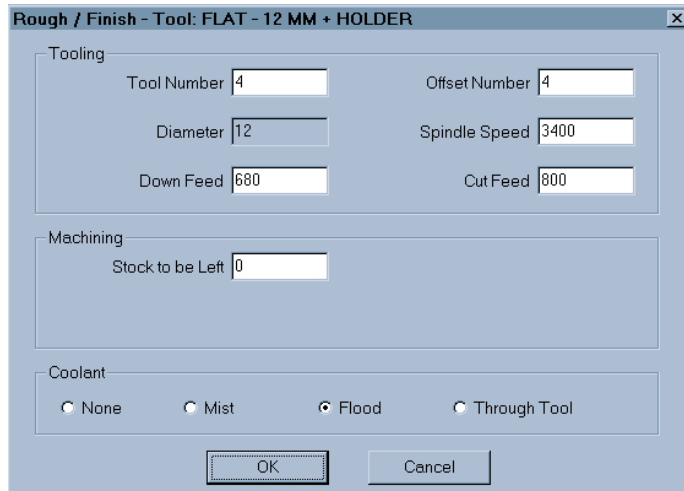 Rough / Finish - Tool: FLAT - 12 MM + HOLDER
Tooling
Tool Number 4 Offset Number 4
Diameter 12 Spindle Speed 3400
Down Feed 680 Cut Feed 800
Machining
Stock to be Left 0
Coolant
None Mist Flood Through Tool
OK Cancel